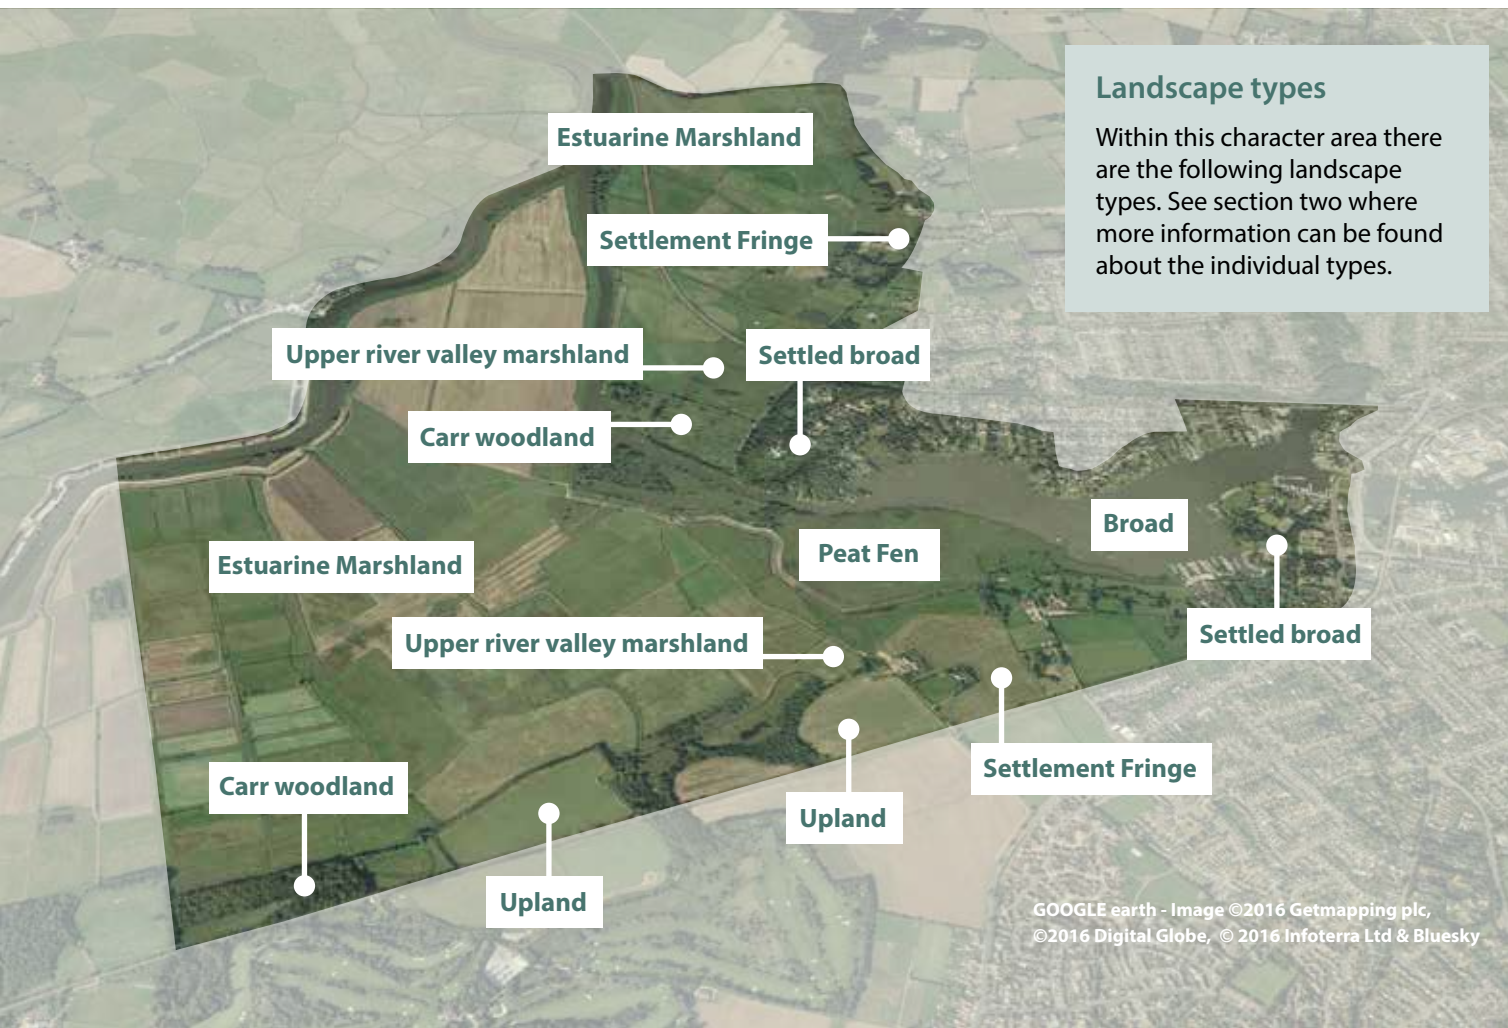 Landscape types
Within this character area there
are the following landscape
types. See section two where
more information can be found
about the individual types.
Estuarine Marshland
Settlement Fringe
Upper river valley marshland
Settled broad
Carr woodland
Broad
Peat Fen
Estuarine Marshland
Settled broad
Upper river valley marshland
Settlement Fringe
Carr woodland
Upland
Upland
GOOGLE earth - Image ©2016 Getmapping plc,
©2016 Digital Globe, © 2016 Infoterra Ltd & Bluesky